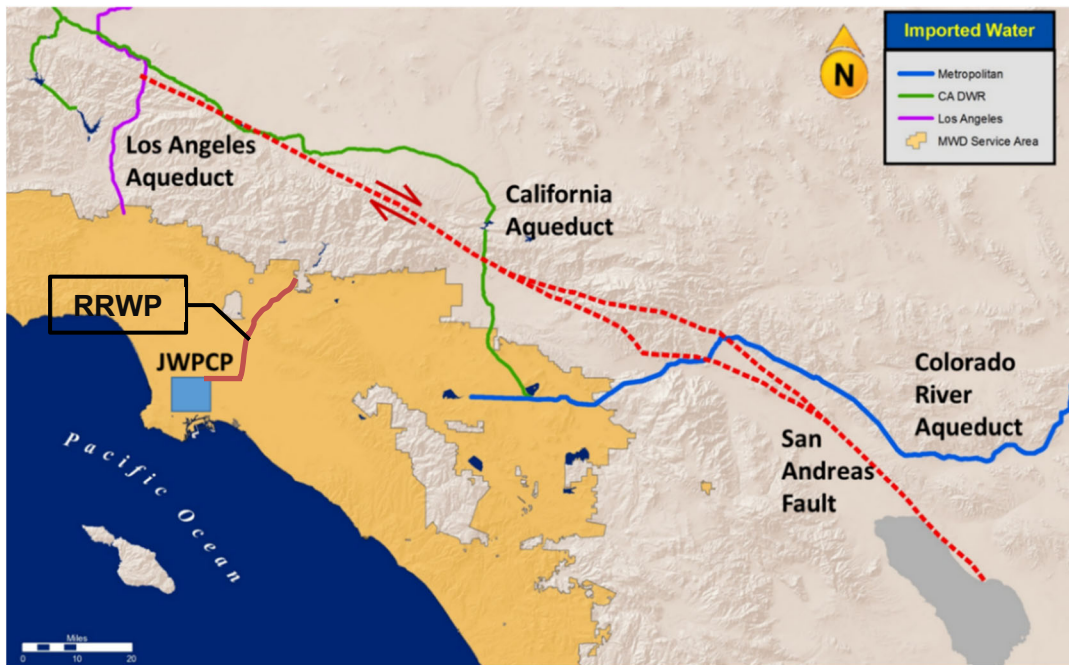 Imported Water
N
Metropolitan
CA DWR
Los Angeles
MWD Service Area
Los Angeles
Aqueduct
California
Aqueduct
RRWP
JWPCP
Colorado
River
Aqueduct
San
Andreas
Fault
Pacific Ocean
Miles
0 10 20